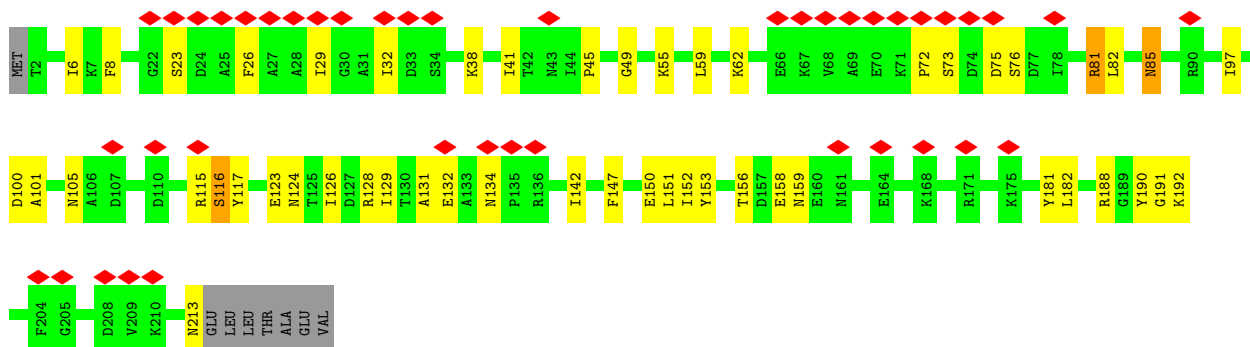 MET T2 I6 K7 F8 G22 S23 D24 A25 F26 A27 A28 I29 G30 A31 I32 D33 S34 K38 I41 T42 N43 I44 P45 G49 K55 L59 K62 E66 K67 V68 A69 E70 K71 P72 S73 D74 D75 S76 D77 I78 R81 L82 N85 R90 I97
D100 A101 N105 A106 D107 D110 R115 S116 Y117 E123 N124 T125 I126 D127 R128 I129 T130 A131 E132 A133 N134 P135 R136 I142 F147 E150 L151 I152 Y153 T156 D157 E158 N159 E160 N161 E164 K168 R171 K175 Y181 L182 R188 G189 Y190 G191 K192
F204 G205 D208 V209 K210 N213 GLU LEU LEU THR ALA GLU VAL